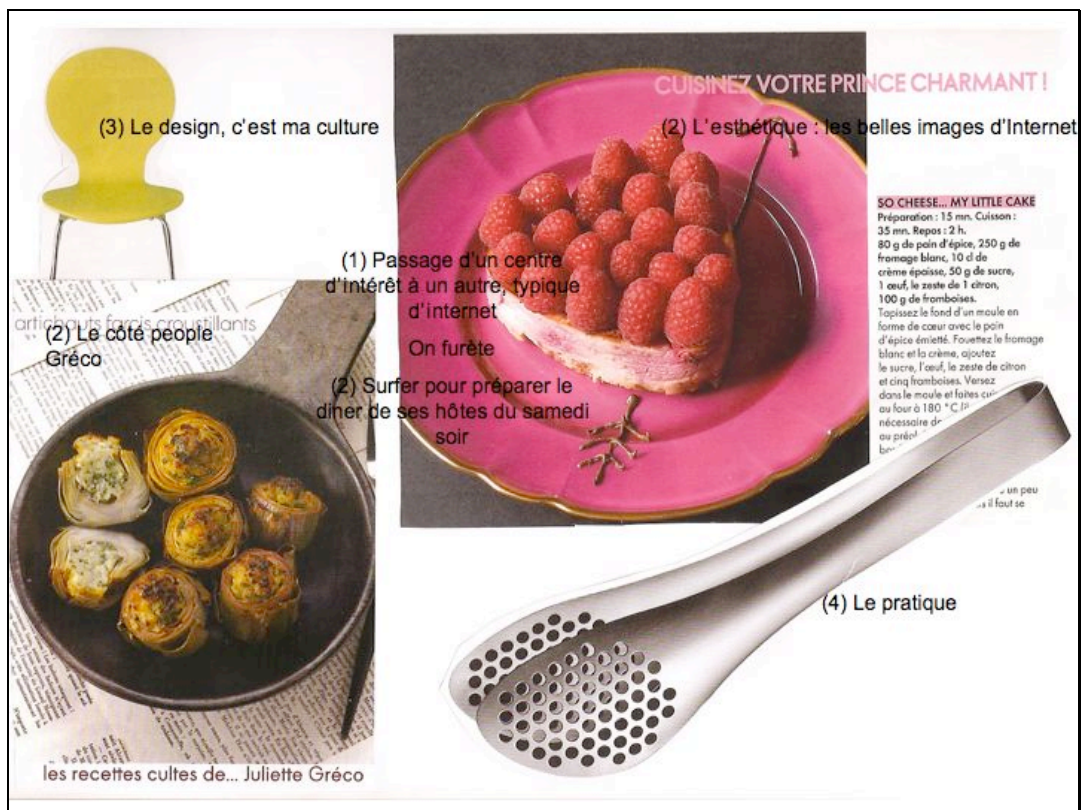 CUISINEZ VOTRE PRINCE CHARMANT !
(3) Le design, c'est ma culture
(2) L'esthétique : les belles images d'Internet
SO CHEESE... MY LITTLE CAKE
Préparation : 15 mn. Cuisson :
35 mn. Repos : 2 h.
80 g de pain d'épice, 250 g de
fromage blanc, 10 cl de
crème épaisse, 50 g de sucre,
1 œuf, le zeste de 1 citron,
100 g de framboises.
Tapissez le fond d'un moule en
forme de cœur avec le pain
d'épice émietté. Fouettez le fromage
blanc et la crème, ajoutez
le sucre, l'œuf, le zeste de citron
et cinq framboises. Versez
dans le moule et faites
au four à 180 °C
nécessaire
au
un peu
il faut se
(1) Passage d'un centre
d'intérêt à un autre, typique
d'internet
On furète
(2) Surfer pour préparer le
diner de ses hôtes du samedi
soir
artichauts farcis croustillants
(2) Le côté people
Gréco
(4) Le pratique
les recettes cultes de... Juliette Gréco